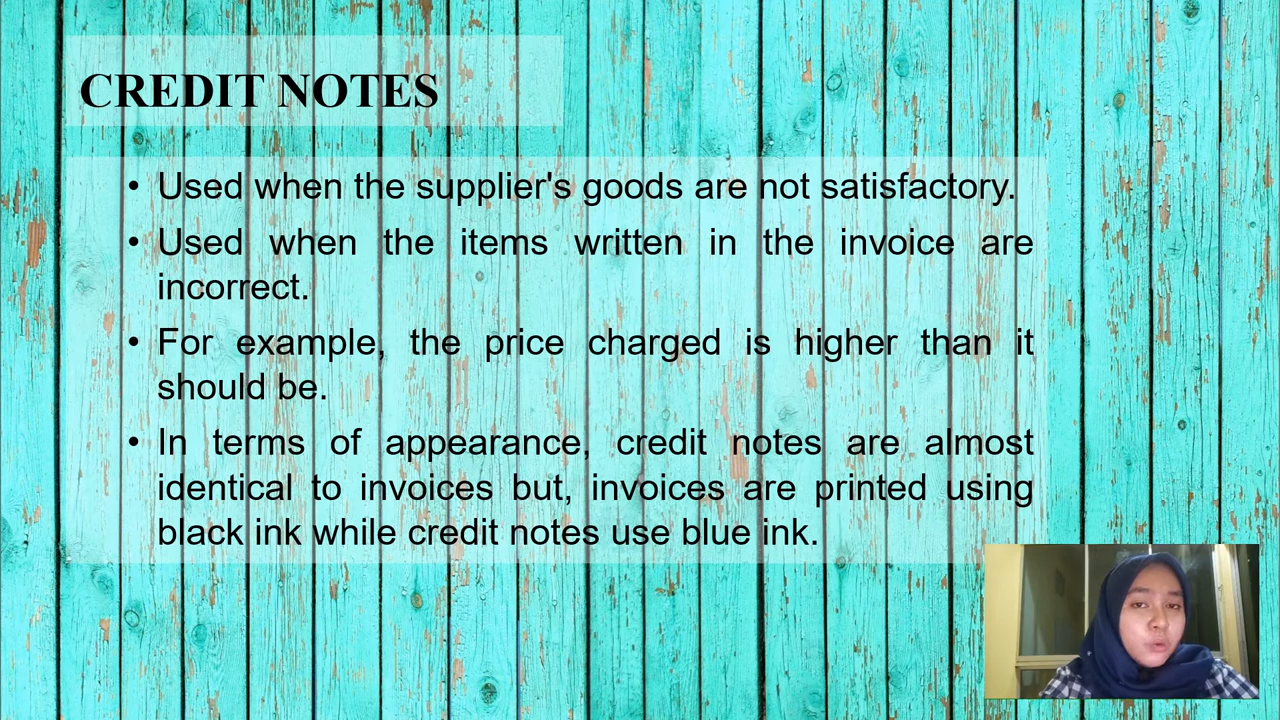 CREDIT NOTES
• Used when the supplier's goods are not satisfactory.
• Used when the items written in the invoice are
incorrect.
• For example, the price charged is higher than it
should be.
• In terms of appearance, credit notes are almost
identical to invoices but, invoices are printed using
black ink while credit notes use blue ink.